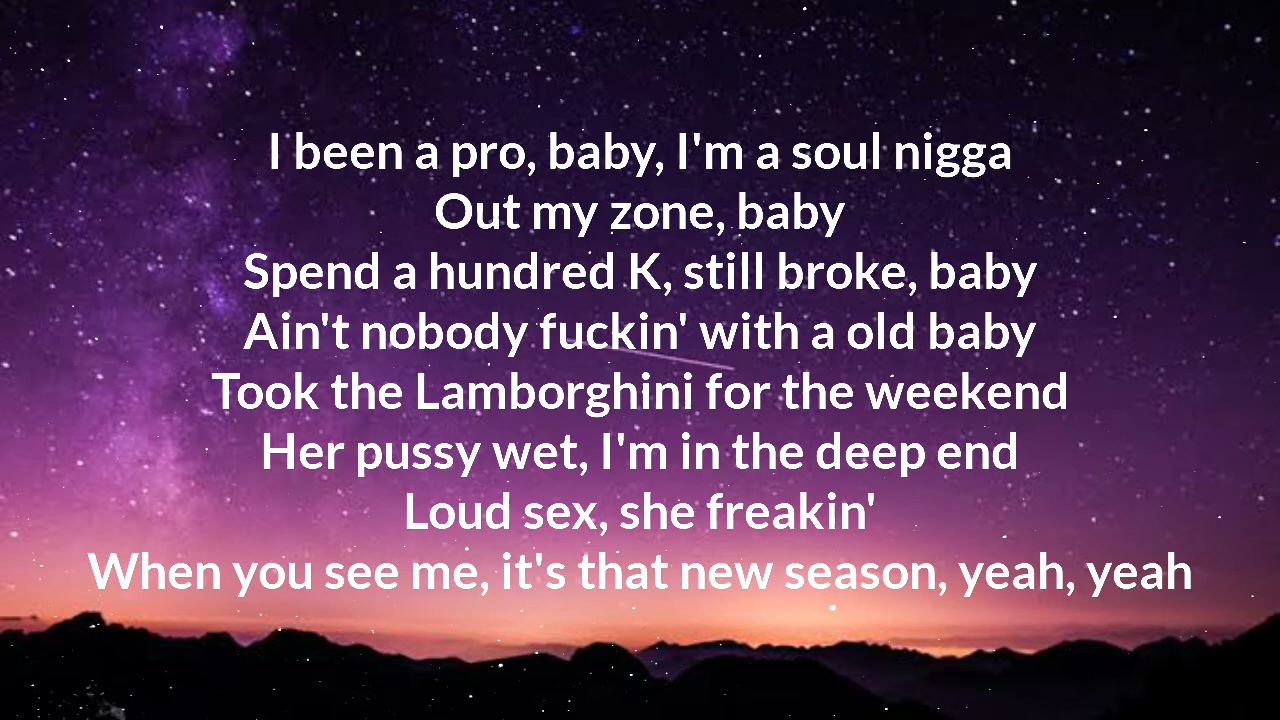 I been a pro, baby, I'm a soul nigga
Out my zone, baby
Spend a hundred K, still broke, baby
Ain't nobody fuckin' with a old baby
Took the Lamborghini for the weekend
Her pussy wet, I'm in the deep end
Loud sex, she freakin'
When you see me, it's that new season, yeah, yeah